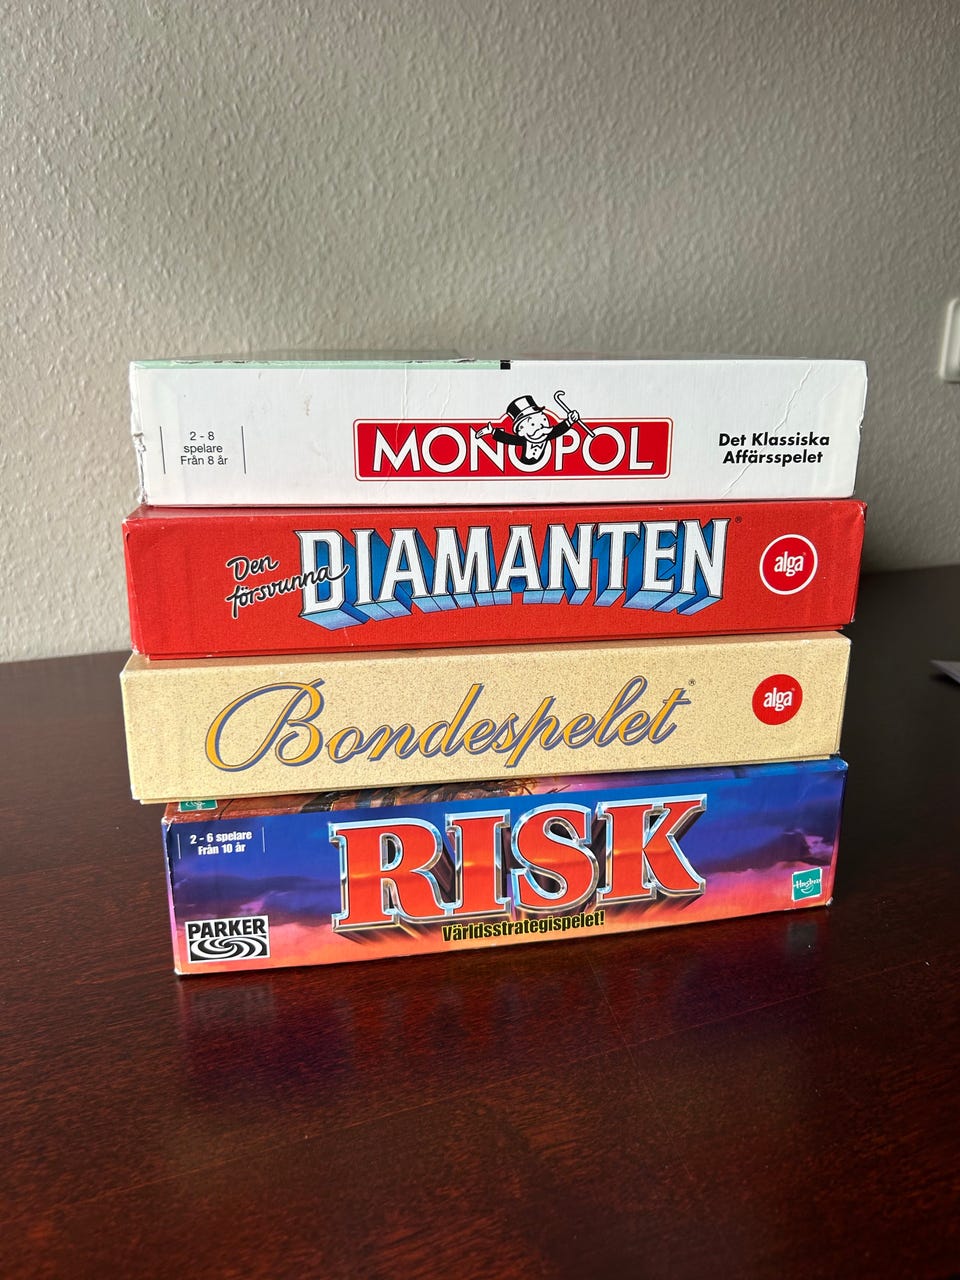 2 - 8
spelare
Från 8 år
MONOPOL
Det Klassiska
Affärsspelet
Den
försvunna
DIAMANTEN®
alga®
Bondespelet®
alga®
2 - 6 spelare
Från 10 år
RISK
Världsstrategispelet!
PARKER
Hasbro